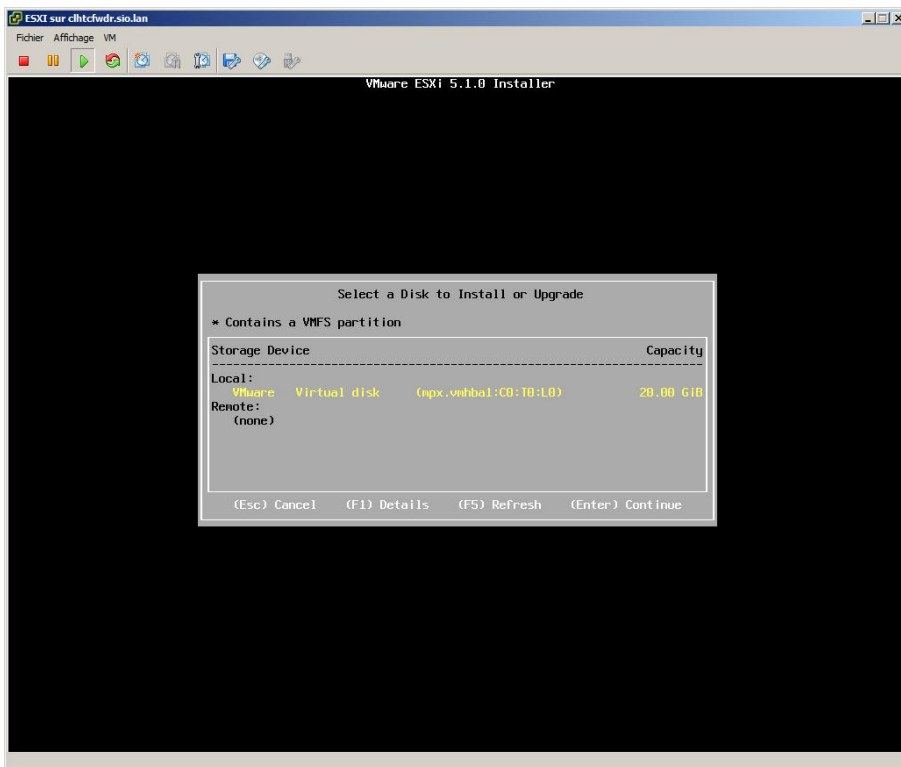 ESXI sur clhtcfwdr.sio.lan
Fichier Affichage VM
VMware ESXi 5.1.0 Installer
Select a Disk to Install or Upgrade
* Contains a VMFS partition
Storage Device Capacity
Local:
VMware Virtual disk (mpx.vmhba1:C0:T0:L0) 20.00 GiB
Remote:
(none)
(Esc) Cancel (F1) Details (F5) Refresh (Enter) Continue